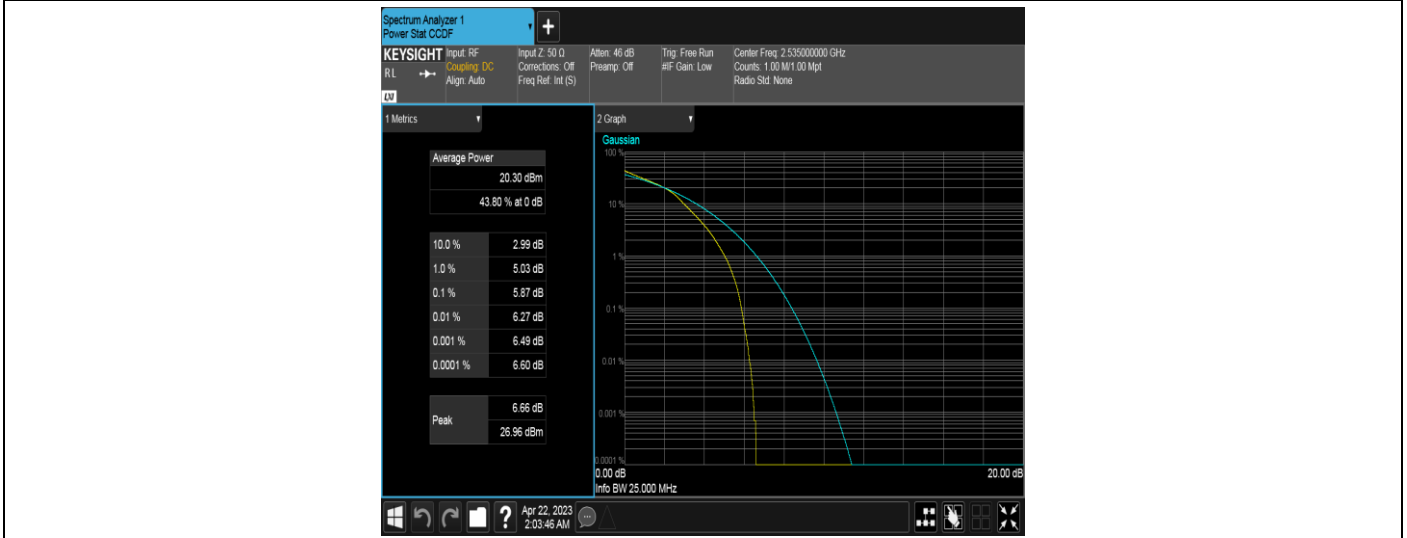 Spectrum Analyzer 1
Power Stat CCDF
+
KEYSIGHT
RL
LXI
Input: RF
Coupling: DC
Align: Auto
Input Z: 50 Ω
Corrections: Off
Freq Ref: Int (S)
Atten: 46 dB
Preamp: Off
Trig: Free Run
#IF Gain: Low
Center Freq: 2.535000000 GHz
Counts: 1.00 M/1.00 Mpt
Radio Std: None
1 Metrics
Average Power
20.30 dBm
43.80 % at 0 dB
10.0 % 2.99 dB
1.0 % 5.03 dB
0.1 % 5.87 dB
0.01 % 6.27 dB
0.001 % 6.49 dB
0.0001 % 6.60 dB
Peak
6.66 dB
26.96 dBm
2 Graph
Gaussian
100 %
10 %
1 %
0.1 %
0.01 %
0.001 %
0.0001 %
0.00 dB
20.00 dB
Info BW 25.000 MHz
?
Apr 22, 2023
2:03:46 AM